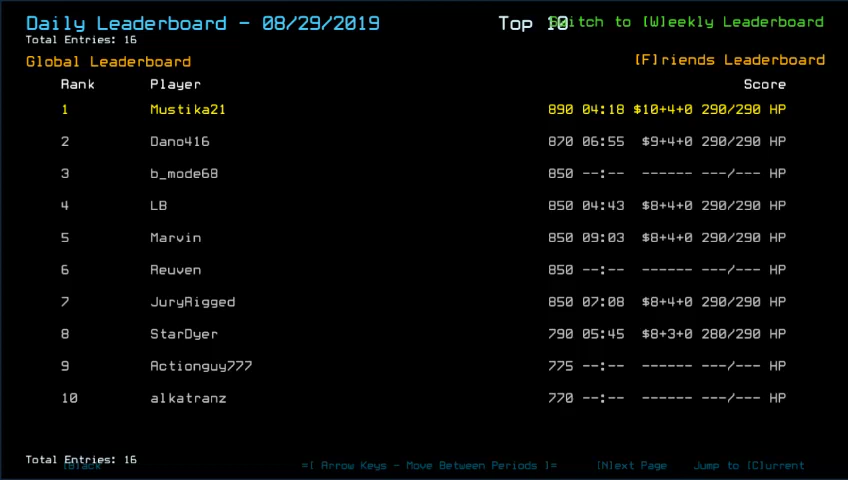 Daily Leaderboard - 08/29/2019 Top 10 Switch to [W]eekly Leaderboard
Total Entries: 16
Global Leaderboard [F]riends Leaderboard
Rank Player Score
1 Mustika21 890 04:18 $10+4+0 290/290 HP
2 Dano416 870 06:55 $9+4+0 290/290 HP
3 b_mode68 850 --:-- ------ ---/--- HP
4 LB 850 04:43 $8+4+0 290/290 HP
5 Marvin 850 09:03 $8+4+0 290/290 HP
6 Reuven 850 --:-- ------ ---/--- HP
7 JuryRigged 850 07:08 $8+4+0 290/290 HP
8 StarDyer 790 05:45 $8+3+0 280/290 HP
9 Actionguy777 775 --:-- ------ ---/--- HP
10 alkatranz 770 --:-- ------ ---/--- HP
Total Entries: 16
[B]ack =[ Arrow Keys - Move Between Periods ]= [N]ext Page Jump to [C]urrent